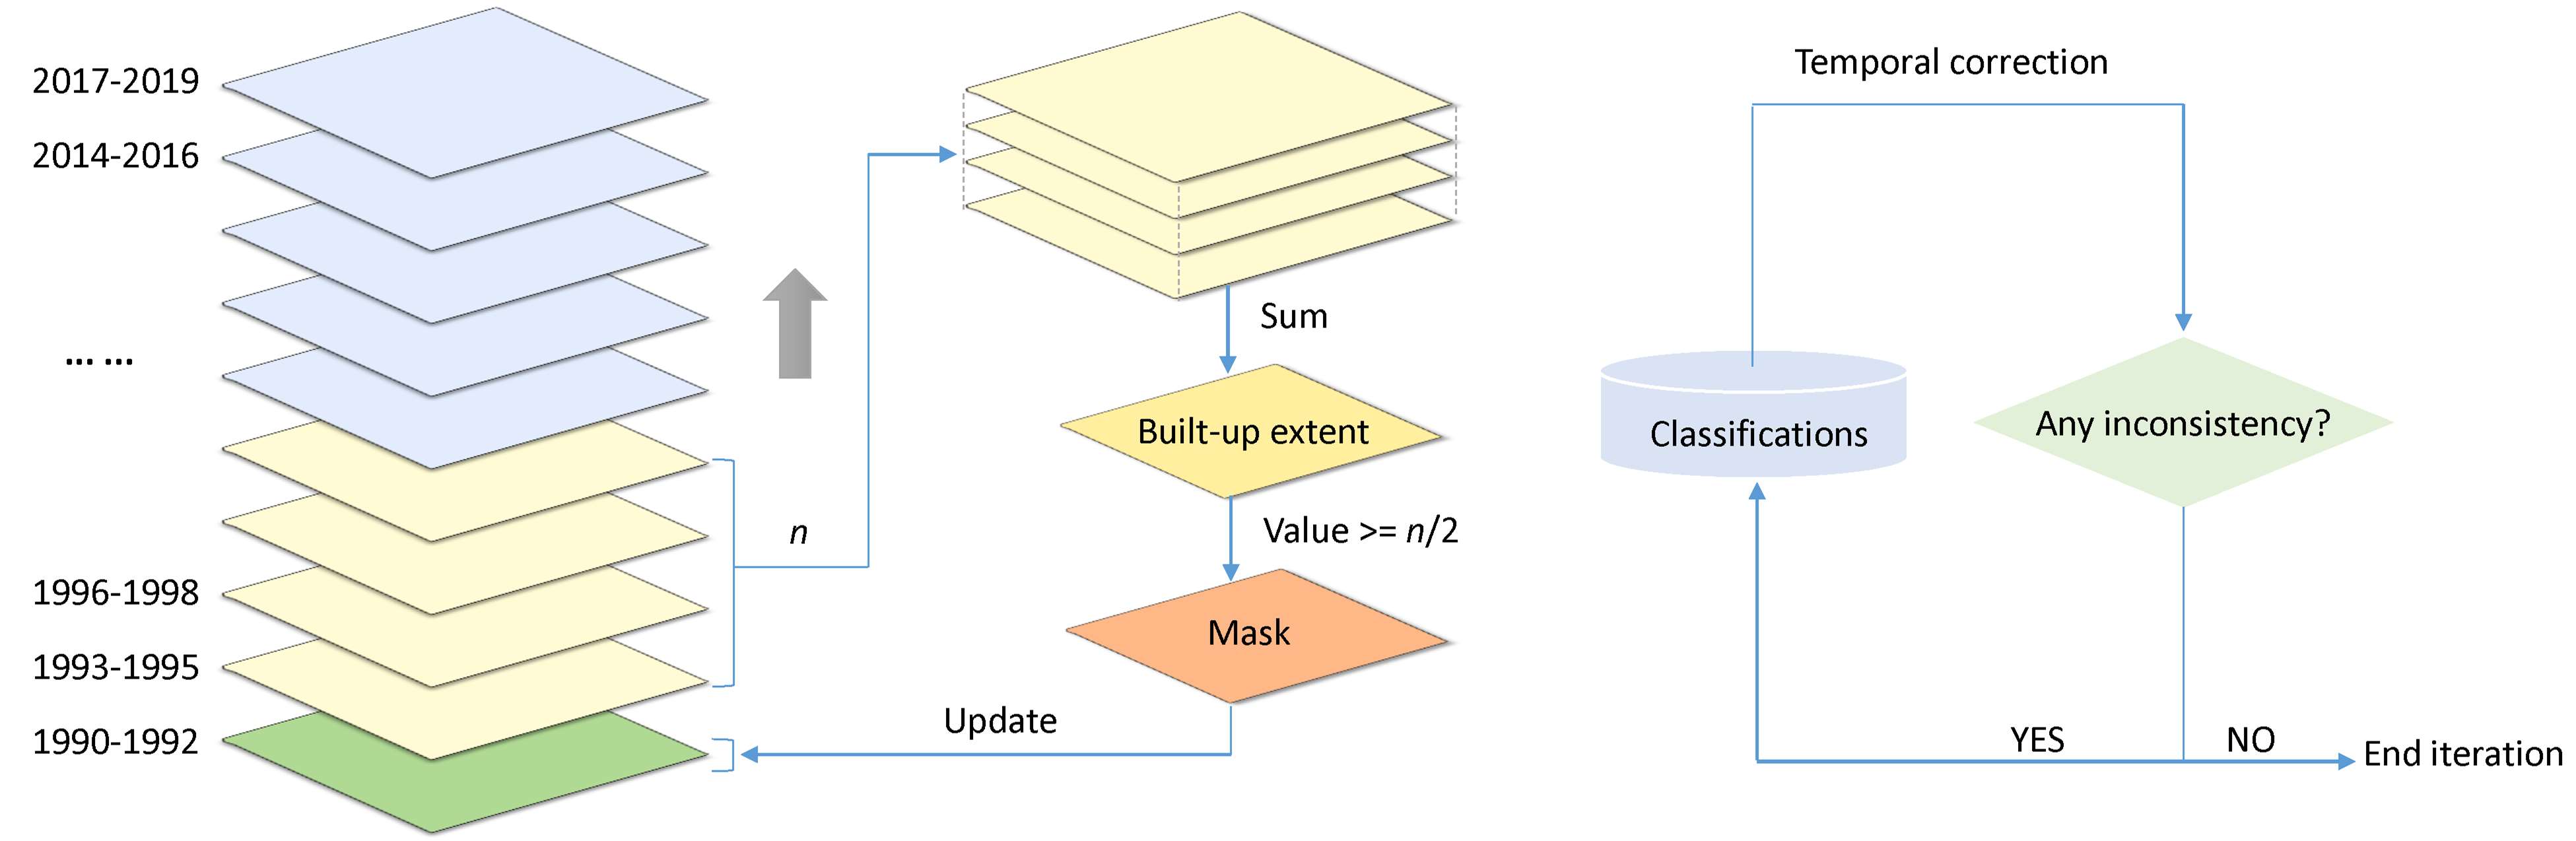 2017-2019
2014-2016
... ...
1996-1998
1993-1995
1990-1992
n
Sum
Built-up extent
Value >= n/2
Mask
Update
Temporal correction
Classifications
Any inconsistency?
YES
NO
End iteration